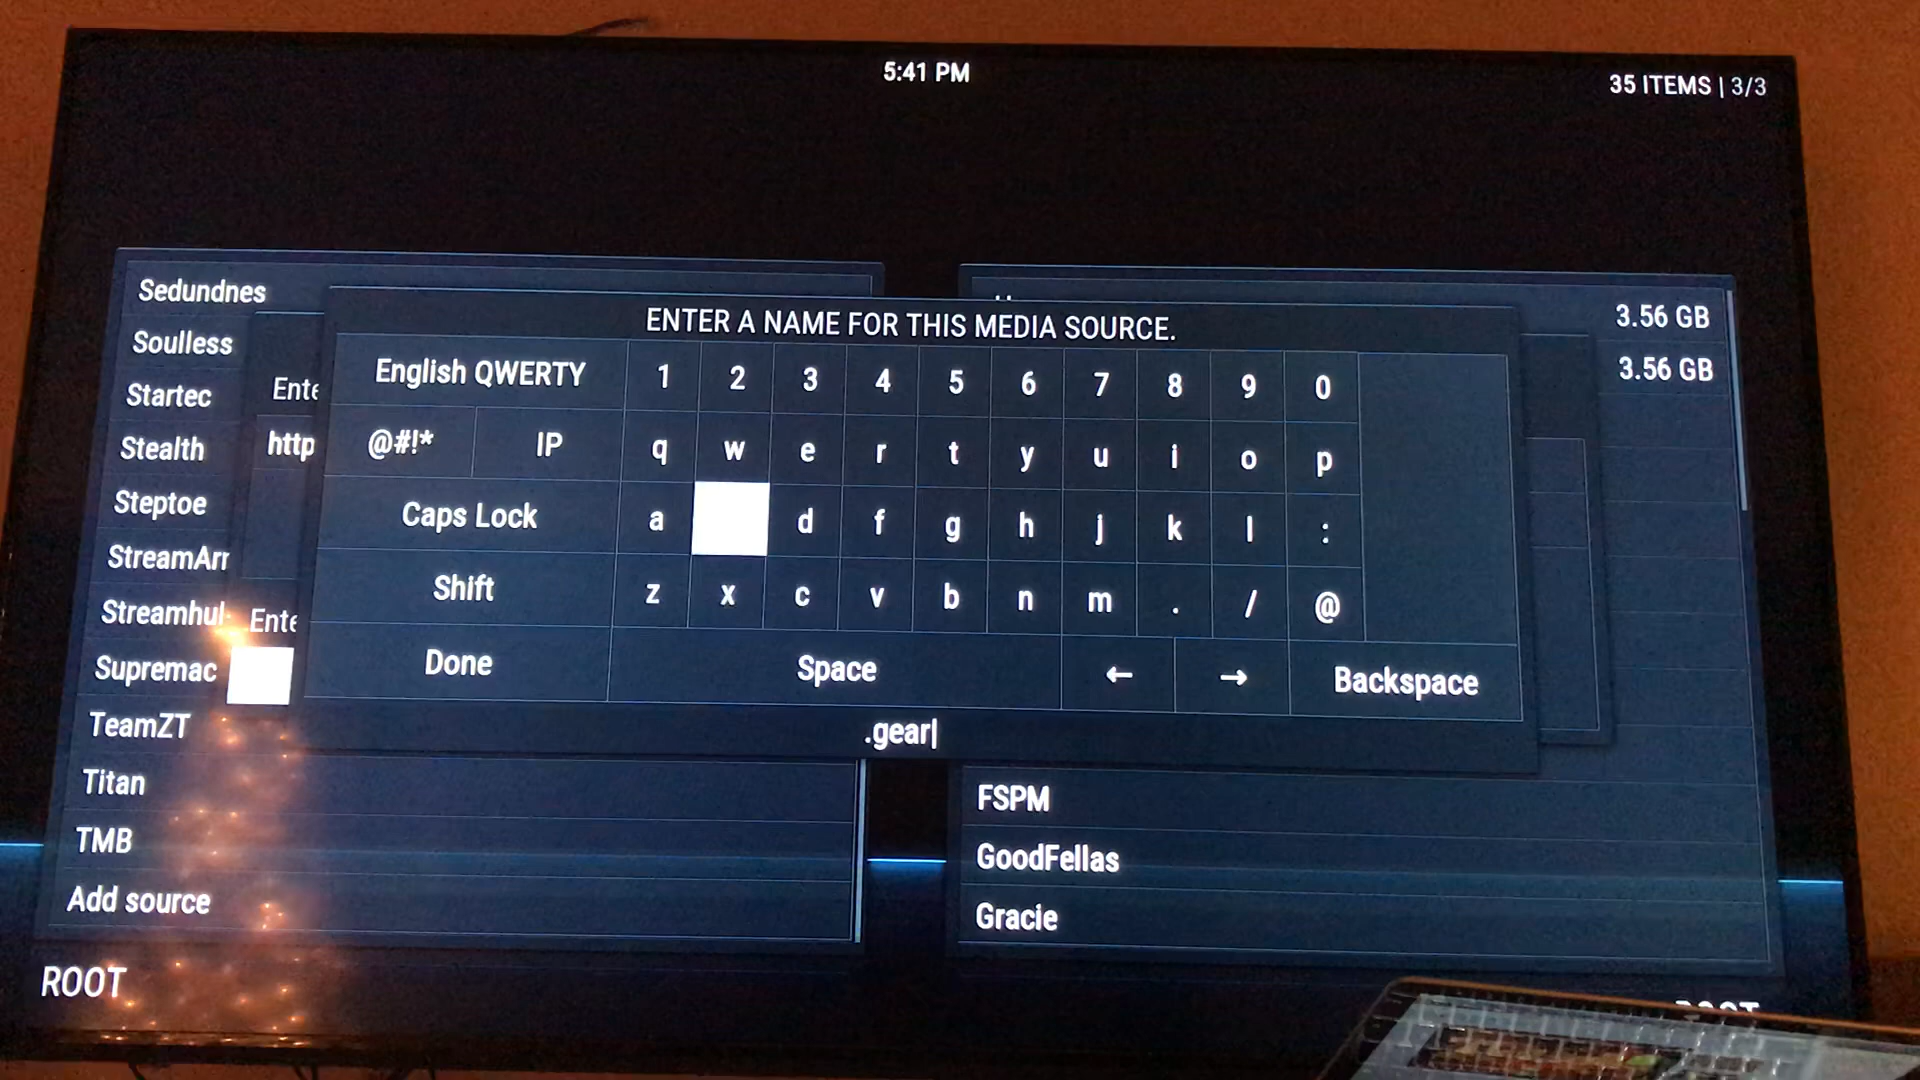 5:41 PM
35 ITEMS | 3/3
Sedundnes
Soulless
Startec
Stealth
Steptoe
StreamArr
Streamhul
Supremac
TeamZT
Titan
TMB
Add source
ROOT
Ente
http
Ente
ENTER A NAME FOR THIS MEDIA SOURCE.
English QWERTY 1 2 3 4 5 6 7 8 9 0
@#!* IP q w e r t y u i o p
Caps Lock a d f g h j k l :
Shift z x c v b n m . / @
Done Space ← → Backspace
.gear|
3.56 GB
3.56 GB
FSPM
GoodFellas
Gracie